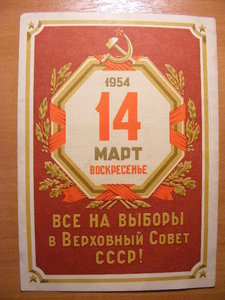 1954
14
МАРТ
ВОСКРЕСЕНЬЕ
ВСЕ НА ВЫБОРЫ
В ВЕРХОВНЫЙ СОВЕТ
СССР!